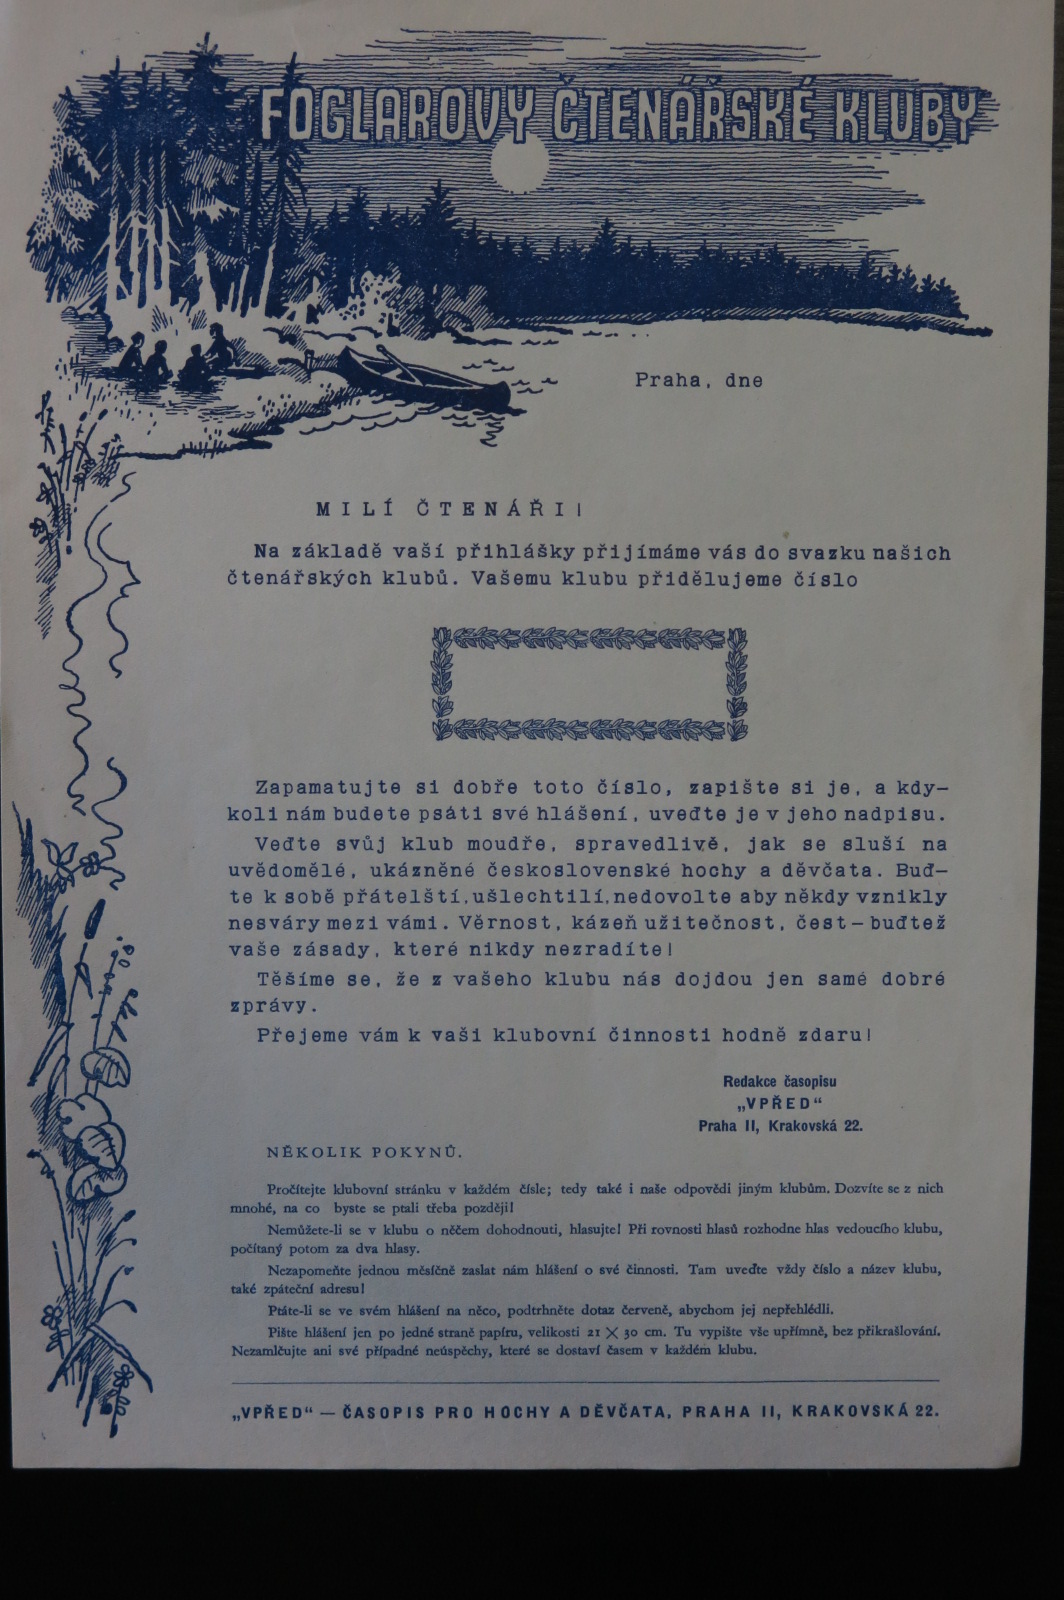 FOGLAROVY ČTENÁŘSKÉ KLUBY
Praha, dne
MILÍ ČTENÁŘI!
Na základě vaší přihlášky přijímáme vás do svazku našich
čtenářských klubů. Vašemu klubu přidělujeme číslo
Zapamatujte si dobře toto číslo, zapište si je, a kdy-
koli nám budete psáti své hlášení, uveďte je v jeho nadpisu.
Veďte svůj klub moudře, spravedlivě, jak se sluší na
uvědomělé, ukázněné československé hochy a děvčata. Buď-
te k sobě přátelští, ušlechtilí, nedovolte aby někdy vznikly
nesváry mezi vámi. Věrnost, kázeň užitečnost, čest – buďtež
vaše zásady, které nikdy nezradíte!
Těšíme se, že z vašeho klubu nás dojdou jen samé dobré
zprávy.
Přejeme vám k vaši klubovní činnosti hodně zdaru!
Redakce časopisu
„VPŘED“
Praha II, Krakovská 22.
NĚKOLIK POKYNŮ.
Pročítejte klubovní stránku v každém čísle; tedy také i naše odpovědi jiným klubům. Dozvíte se z nich
mnohé, na co byste se ptali třeba později!
Nemůžete-li se v klubu o něčem dohodnouti, hlasujte! Při rovnosti hlasů rozhodne hlas vedoucího klubu,
počítaný potom za dva hlasy.
Nezapomeňte jednou měsíčně zaslat nám hlášení o své činnosti. Tam uveďte vždy číslo a název klubu,
také zpáteční adresu!
Ptáte-li se ve svém hlášení na něco, podtrhněte dotaz červeně, abychom jej nepřehlédli.
Pište hlášení jen po jedné straně papíru, velikosti 21 × 30 cm. Tu vypište vše upřímně, bez přikrašlování.
Nezamlčujte ani své případné neúspěchy, které se dostaví časem v každém klubu.
„VPŘED“ — ČASOPIS PRO HOCHY A DĚVČATA, PRAHA II, KRAKOVSKÁ 22.